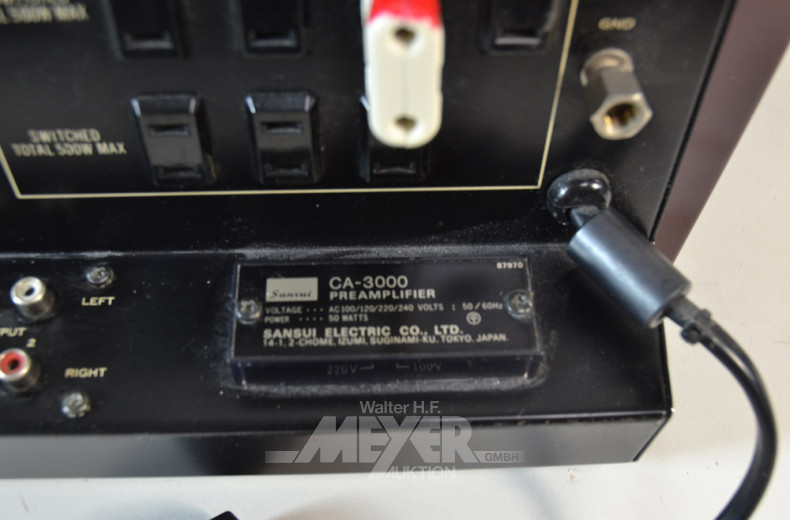 L 500W MAX
GND
SWITCHED
TOTAL 500W MAX
S7970
Sansui
CA-3000
PREAMPLIFIER
VOLTAGE ··· AC100/120/220/240 VOLTS : 50/60Hz
POWER ···· 50 WATTS
SANSUI ELECTRIC CO., LTD.
14-1, 2-CHOME, IZUMI, SUGINAMI-KU, TOKYO, JAPAN.
220V 100V
LEFT
PUT
2
RIGHT
Walter H.F.
MEYER
GMBH
AUKTION